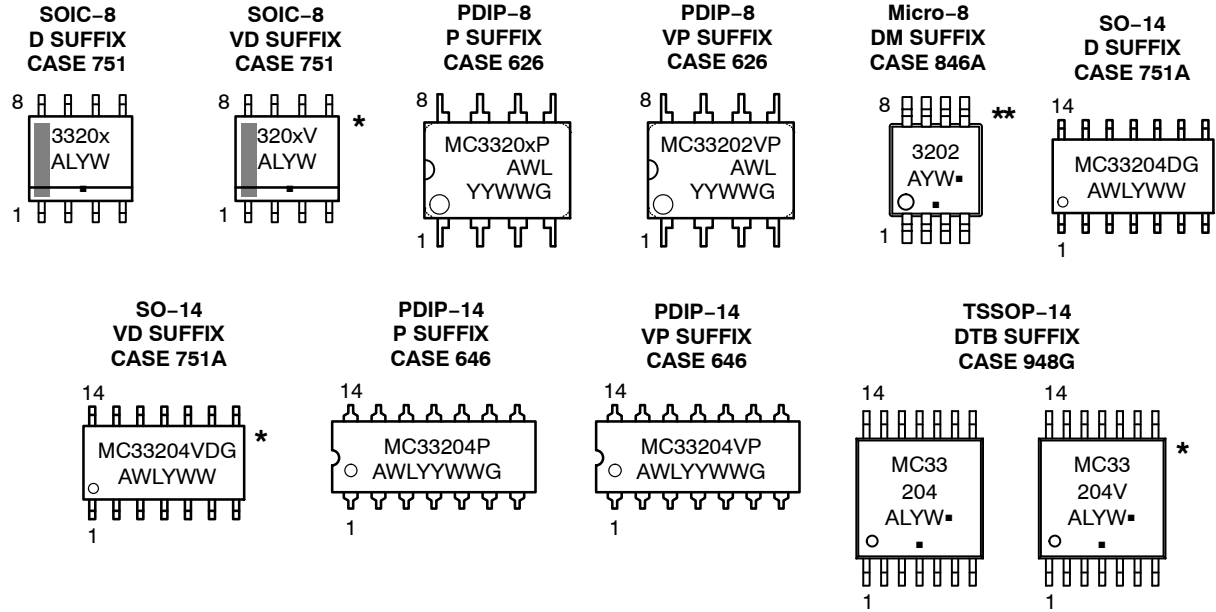 SOIC−8
D SUFFIX
CASE 751
8
3320x
ALYW
1
SOIC−8
VD SUFFIX
CASE 751
8
320xV
ALYW
*
1
PDIP−8
P SUFFIX
CASE 626
8
MC3320xP
AWL
YYWWG
1
PDIP−8
VP SUFFIX
CASE 626
8
MC33202VP
AWL
YYWWG
1
Micro−8
DM SUFFIX
CASE 846A
8
3202
AYW▪
▪
**
1
SO−14
D SUFFIX
CASE 751A
14
MC33204DG
AWLYWW
1
SO−14
VD SUFFIX
CASE 751A
14
MC33204VDG
AWLYWW
*
1
PDIP−14
P SUFFIX
CASE 646
14
MC33204P
AWLYYWWG
1
PDIP−14
VP SUFFIX
CASE 646
14
MC33204VP
AWLYYWWG
1
TSSOP−14
DTB SUFFIX
CASE 948G
14
MC33
204
ALYW▪
▪
1
14
MC33
204V
ALYW▪
▪
*
1